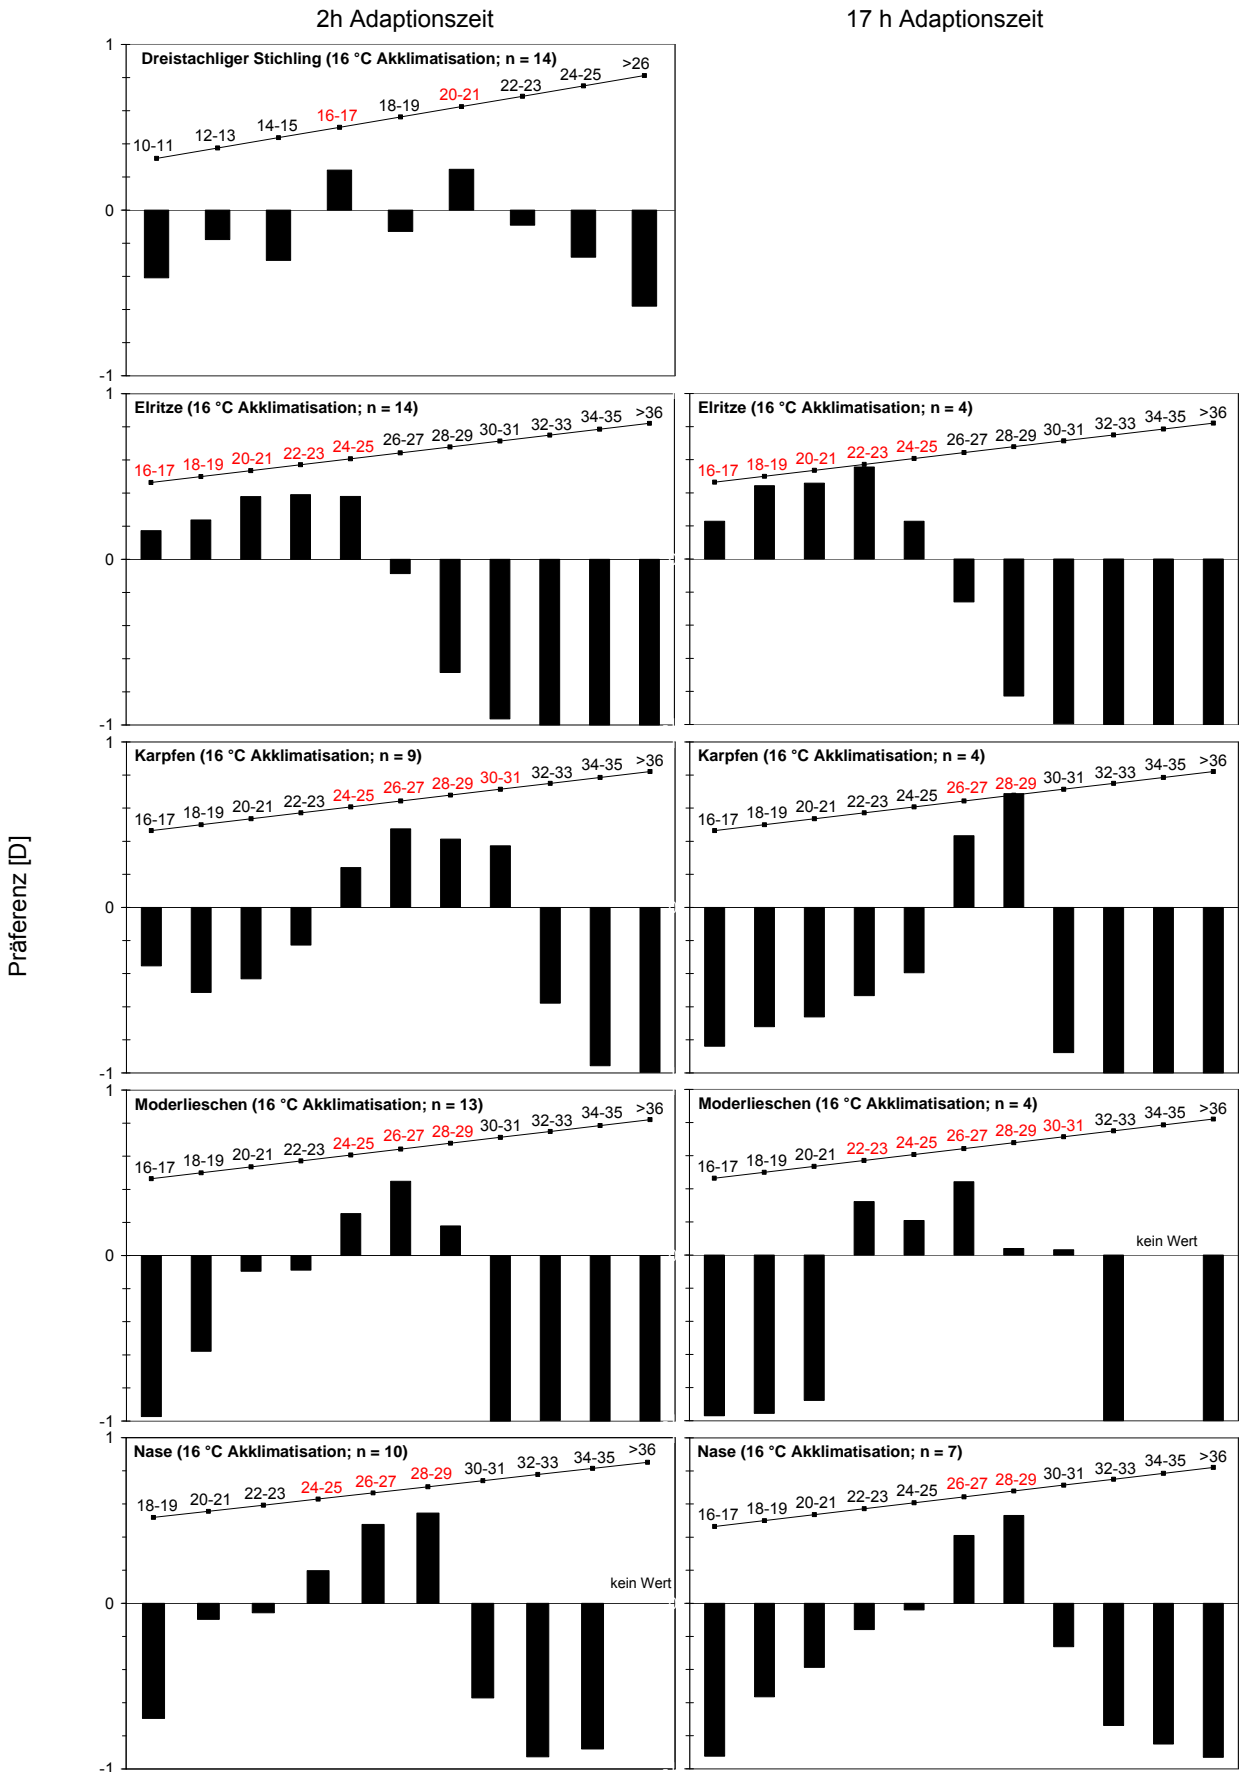 2h Adaptionszeit
17 h Adaptionszeit
Präferenz [D]
Dreistachliger Stichling (16 °C Akklimatisation; n = 14)
10-11 12-13 14-15 16-17 18-19 20-21 22-23 24-25 >26
1
0
-1
Elritze (16 °C Akklimatisation; n = 14)
16-17 18-19 20-21 22-23 24-25 26-27 28-29 30-31 32-33 34-35 >36
1
0
-1
Elritze (16 °C Akklimatisation; n = 4)
16-17 18-19 20-21 22-23 24-25 26-27 28-29 30-31 32-33 34-35 >36
Karpfen (16 °C Akklimatisation; n = 9)
16-17 18-19 20-21 22-23 24-25 26-27 28-29 30-31 32-33 34-35 >36
1
0
-1
Karpfen (16 °C Akklimatisation; n = 4)
16-17 18-19 20-21 22-23 24-25 26-27 28-29 30-31 32-33 34-35 >36
Moderlieschen (16 °C Akklimatisation; n = 13)
16-17 18-19 20-21 22-23 24-25 26-27 28-29 30-31 32-33 34-35 >36
1
0
-1
Moderlieschen (16 °C Akklimatisation; n = 4)
16-17 18-19 20-21 22-23 24-25 26-27 28-29 30-31 32-33 34-35 >36
kein Wert
Nase (16 °C Akklimatisation; n = 10)
18-19 20-21 22-23 24-25 26-27 28-29 30-31 32-33 34-35 >36
kein Wert
1
0
-1
Nase (16 °C Akklimatisation; n = 7)
16-17 18-19 20-21 22-23 24-25 26-27 28-29 30-31 32-33 34-35 >36